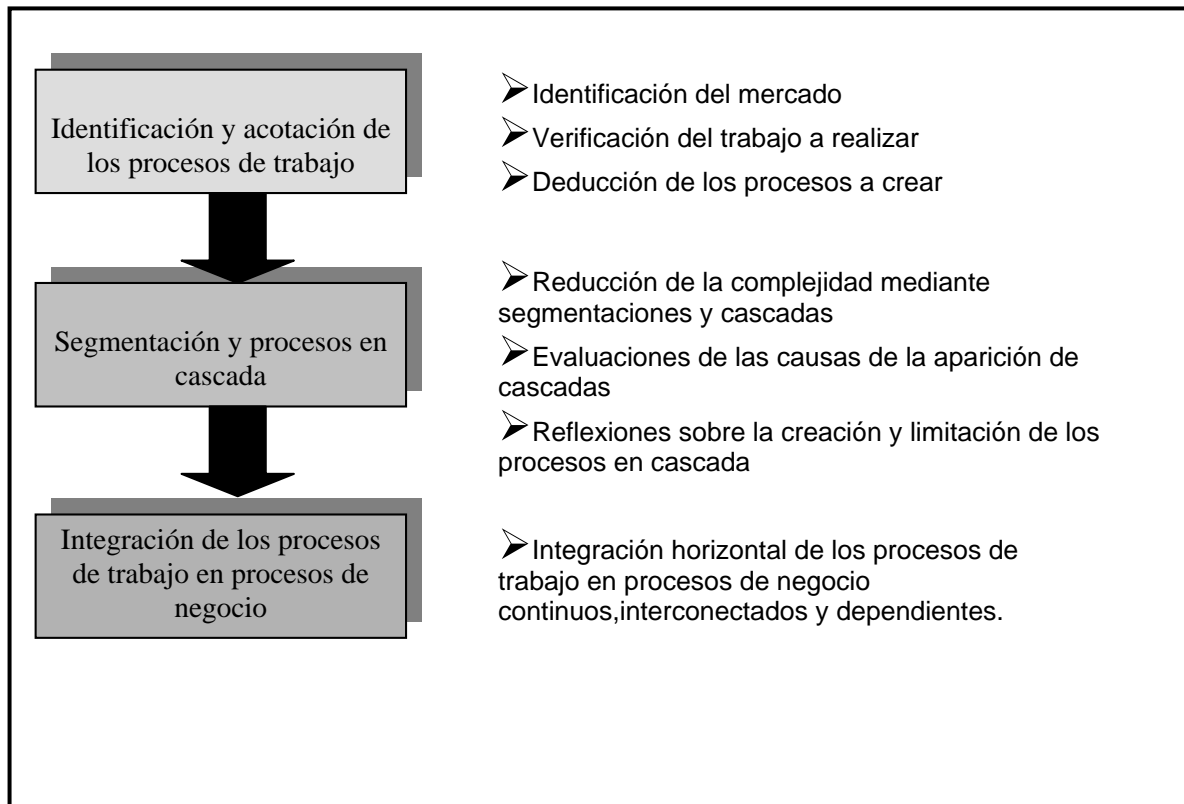 Identificación y acotación de
los procesos de trabajo
➢Identificación del mercado
➢Verificación del trabajo a realizar
➢Deducción de los procesos a crear
Segmentación y procesos en
cascada
➢Reducción de la complejidad mediante
segmentaciones y cascadas
➢Evaluaciones de las causas de la aparición de
cascadas
➢Reflexiones sobre la creación y limitación de los
procesos en cascada
Integración de los procesos
de trabajo en procesos de
negocio
➢Integración horizontal de los procesos de
trabajo en procesos de negocio
continuos,interconectados y dependientes.